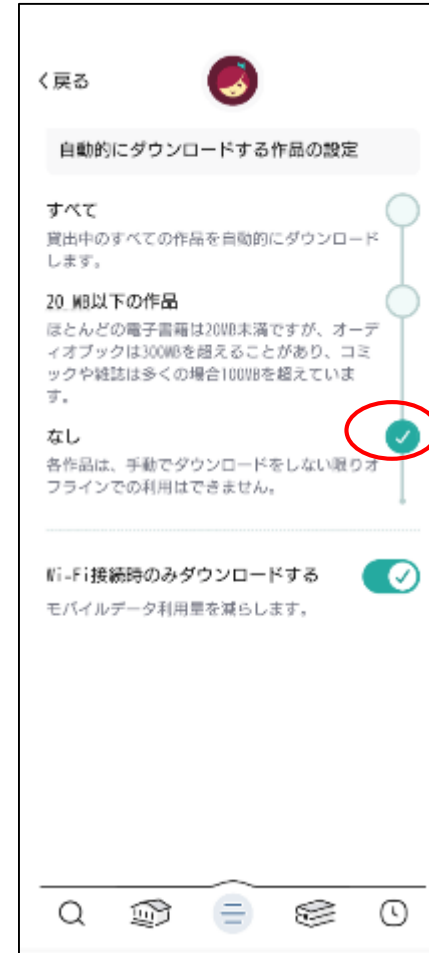 く戻る
自動的にダウンロードする作品の設定
すべて
貸出中のすべての作品を自動的にダウンロード
します。
20 MB以下の作品
ほとんどの電子書籍は20MB未満ですが、オーデ
ィオブックは300MBを超えることがあり、コミ
ックや雑誌は多くの場合100MBを超えていま
す。
なし
各作品は、手動でダウンロードをしない限りオ
フラインでの利用はできません。
Wi-Fi接続時のみダウンロードする
モバイルデータ利用量を減らします。